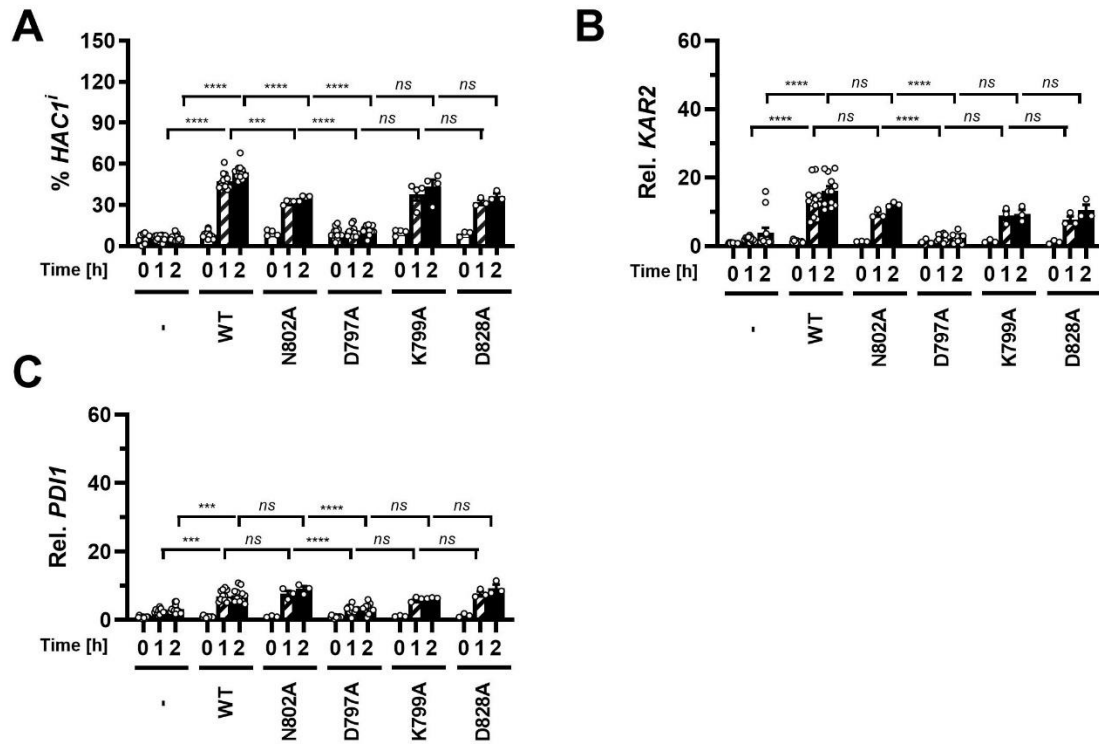 A
% HAC1ⁱ
150
120
90
60
30
0
**** **** **** ns ns
**** *** **** ns ns
Time [h] 0 1 2 0 1 2 0 1 2 0 1 2 0 1 2 0 1 2
- WT N802A D797A K799A D828A
B
Rel. KAR2
60
40
20
0
**** ns **** ns ns
**** ns **** ns ns
Time [h] 0 1 2 0 1 2 0 1 2 0 1 2 0 1 2 0 1 2
- WT N802A D797A K799A D828A
C
Rel. PDI1
60
40
20
0
*** ns **** ns ns
*** ns **** ns ns
Time [h] 0 1 2 0 1 2 0 1 2 0 1 2 0 1 2 0 1 2
- WT N802A D797A K799A D828A